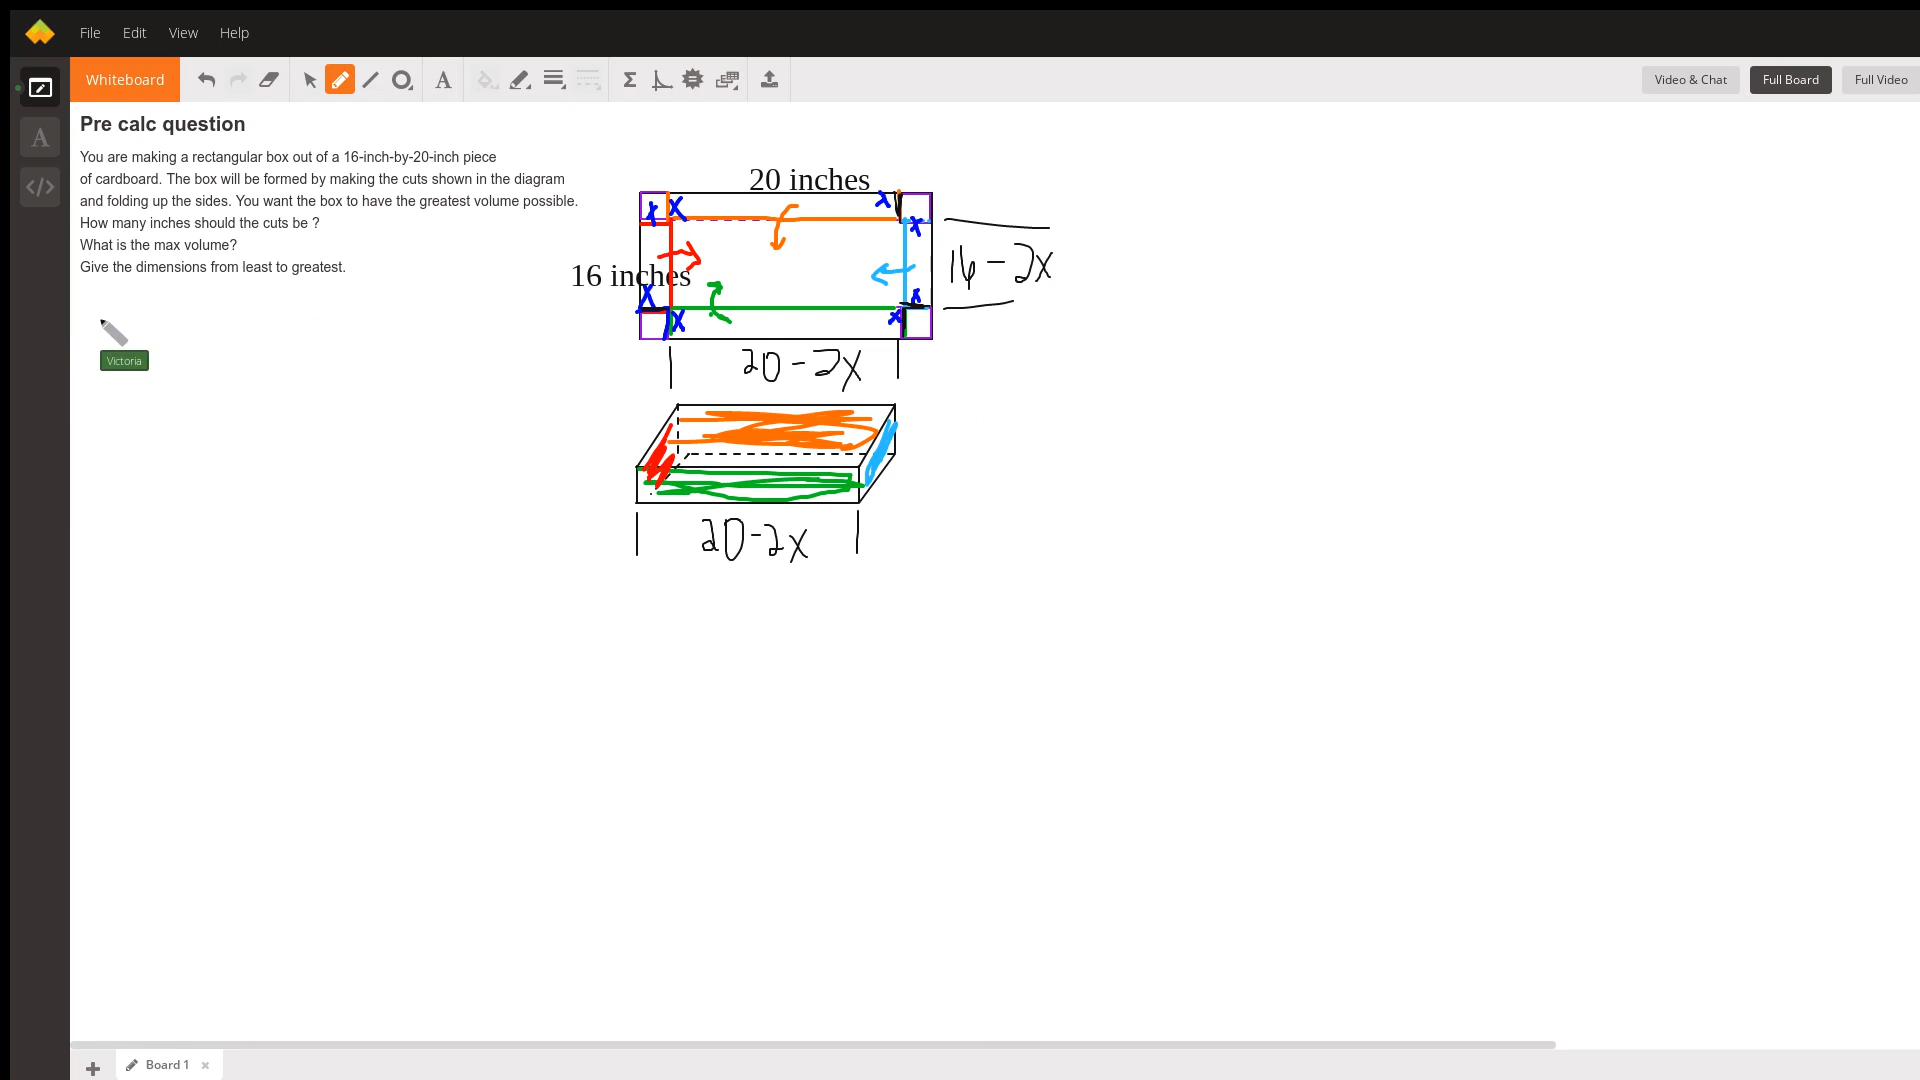 File Edit View Help
Whiteboard
A
Σ
Video & Chat
Full Board
Full Video
A
Pre calc question
You are making a rectangular box out of a 16-inch-by-20-inch piece
of cardboard. The box will be formed by making the cuts shown in the diagram
and folding up the sides. You want the box to have the greatest volume possible.
How many inches should the cuts be ?
What is the max volume?
Give the dimensions from least to greatest.
Victoria
20 inches
x x x
x
16 - 2x
16 inches
x x
x x
20 - 2x
20 - 2x
Board 1